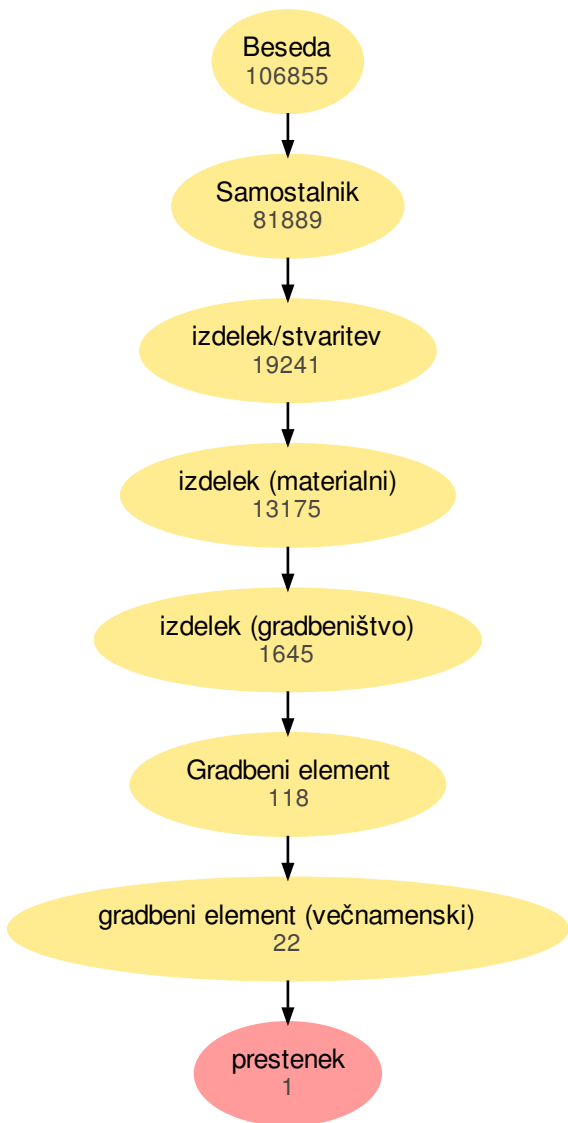 Beseda
106855
Samostalnik
81889
izdelek/stvaritev
19241
izdelek (materialni)
13175
izdelek (gradbeništvo)
1645
Gradbeni element
118
gradbeni element (večnamenski)
22
prestenek
1